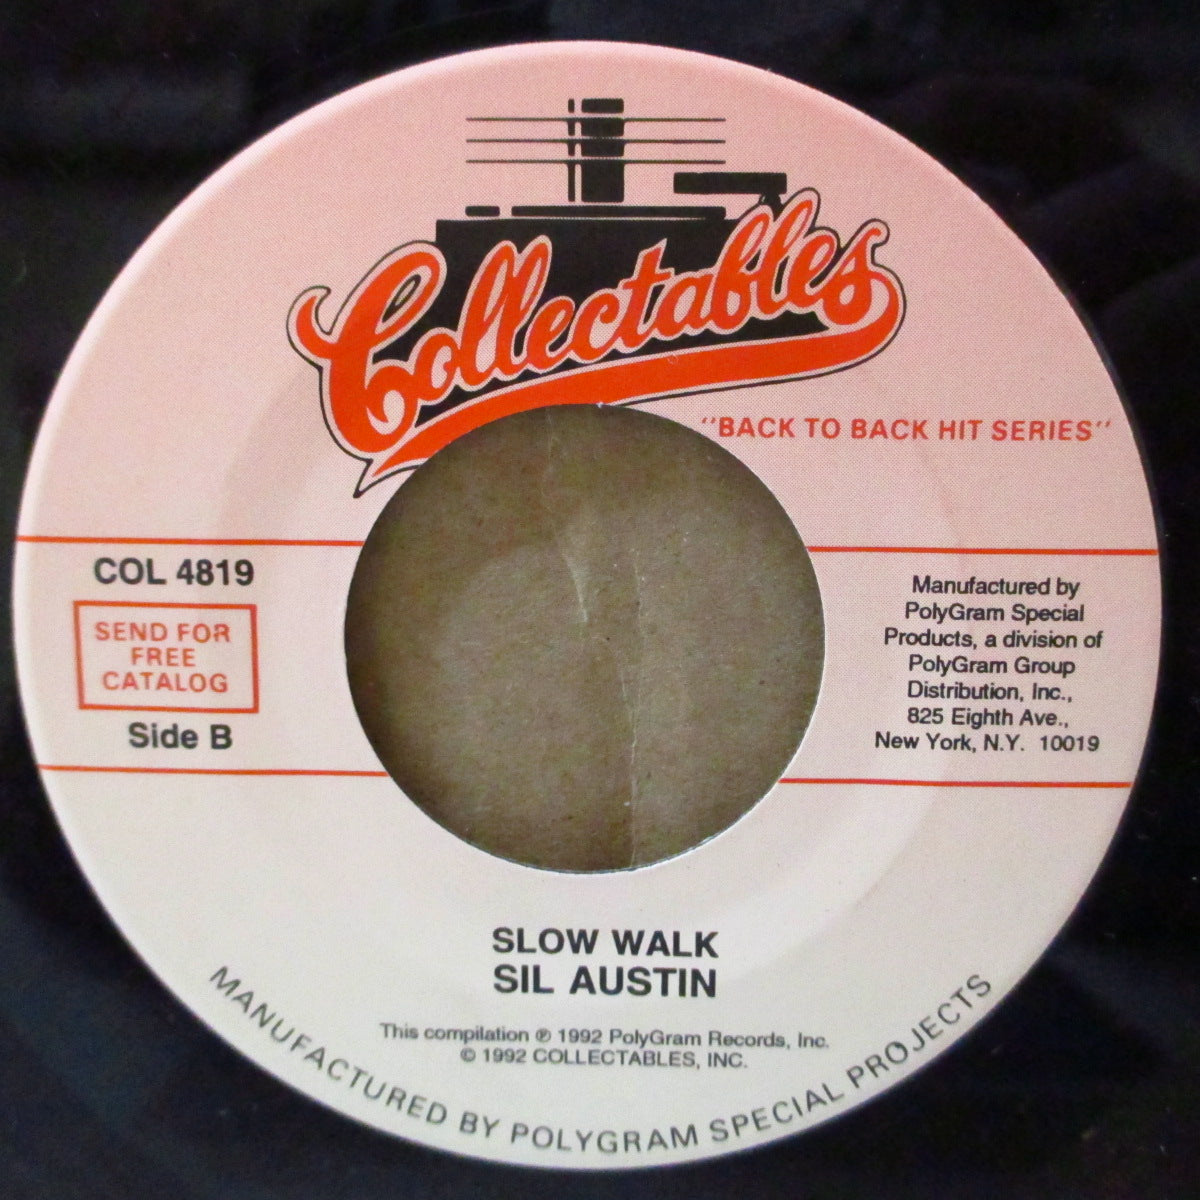 Collectables
"BACK TO BACK HIT SERIES"
COL 4819
SEND FOR
FREE
CATALOG
Side B
Manufactured by
PolyGram Special
Products, a division of
PolyGram Group
Distribution, Inc.,
825 Eighth Ave.,
New York, N.Y. 10019
SLOW WALK
SIL AUSTIN
This compilation ℗ 1992 PolyGram Records, Inc.
© 1992 COLLECTABLES, INC.
MANUFACTURED BY POLYGRAM SPECIAL PROJECTS